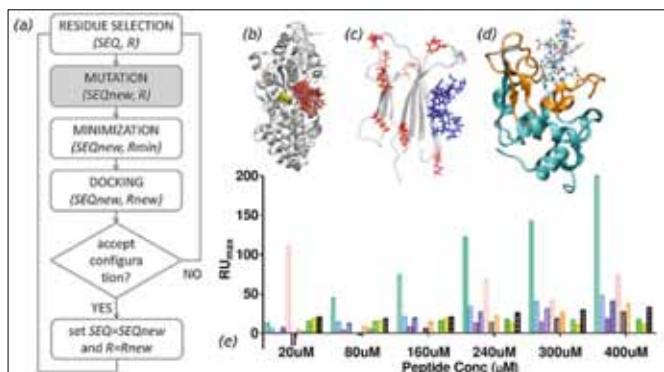 (a)
RESIDUE SELECTION
{SEQ, R}
MUTATION
{SEQnew, R}
MINIMIZATION
{SEQnew, Rmin}
DOCKING
{SEQnew, Rnew}
accept
configura
tion?
NO
YES
set SEQ=SEQnew
and R=Rnew
(b)
(c)
(d)
(e)
RUmax
200
150
100
50
0
20uM
80uM
160uM
240uM
300uM
400uM
Peptide Conc (µM)